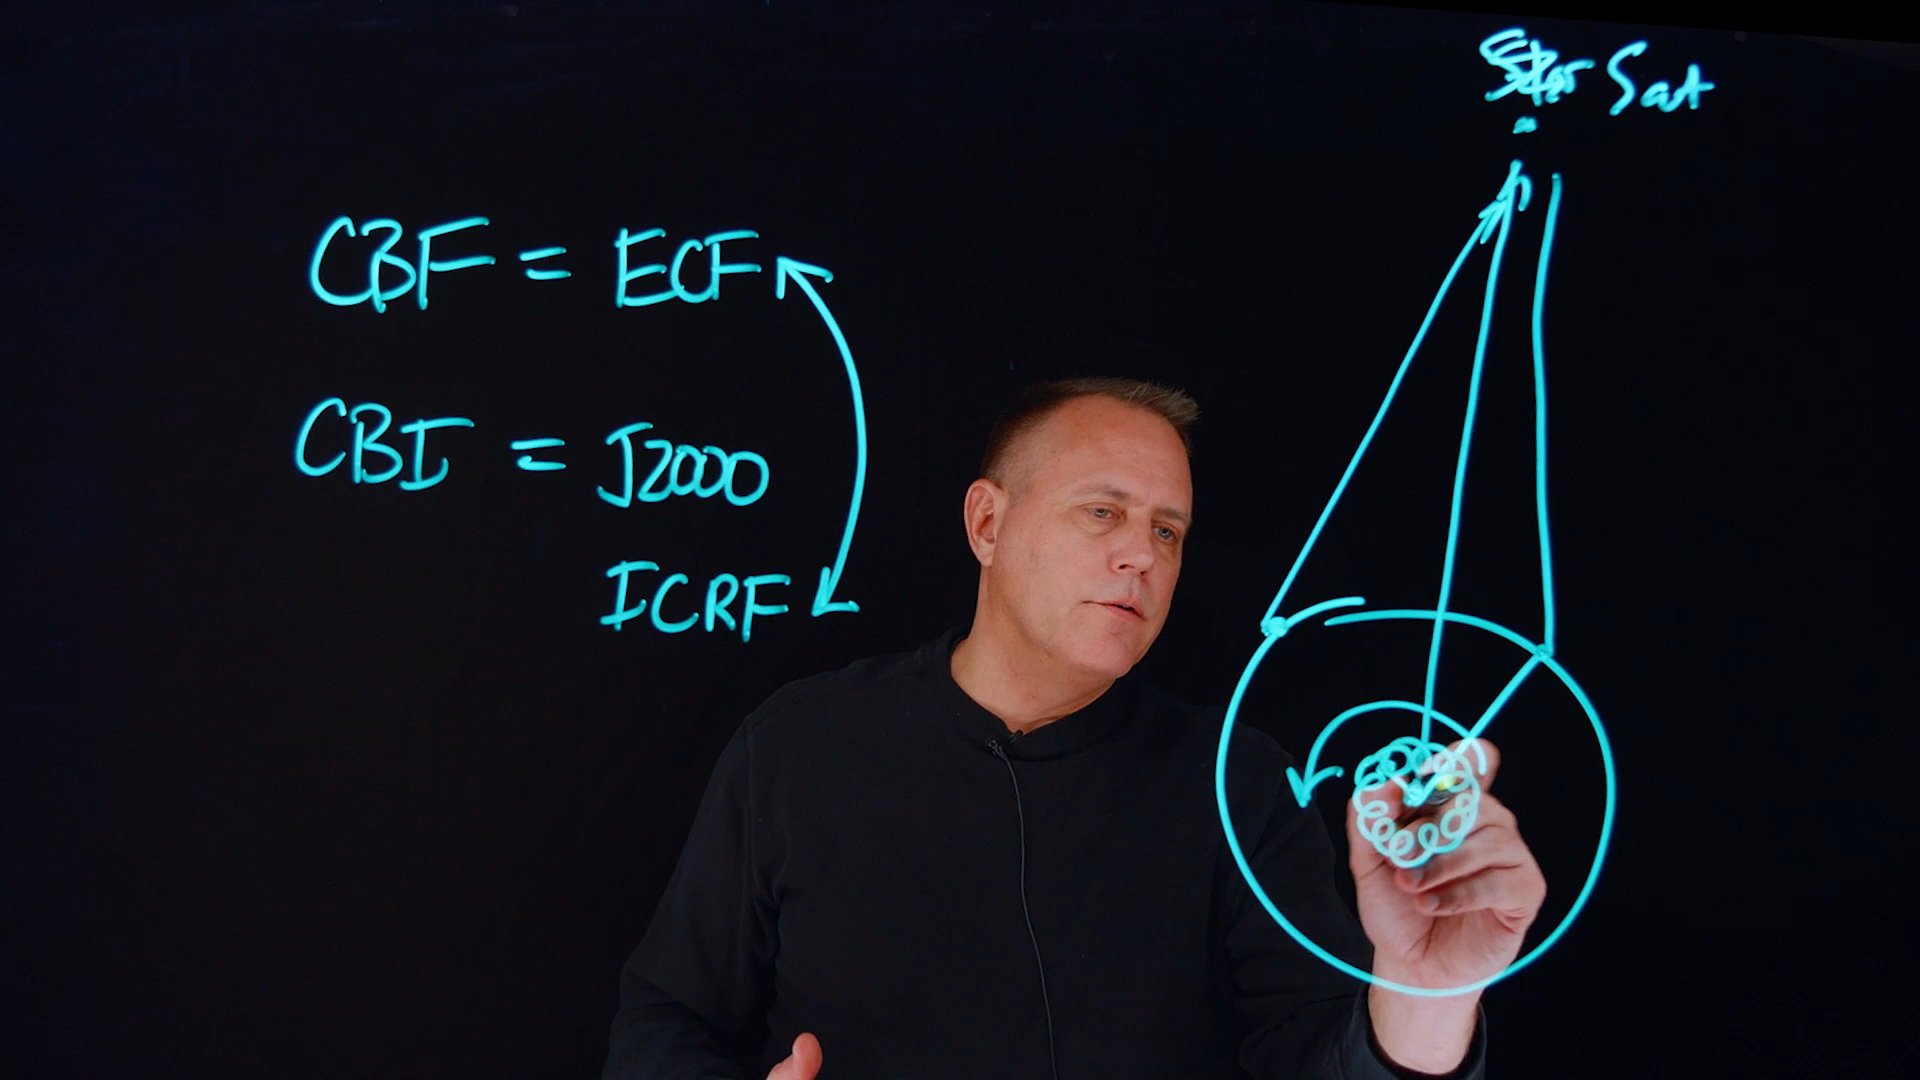 CBF = ECF
CBI = J2000
ICRF
Sat